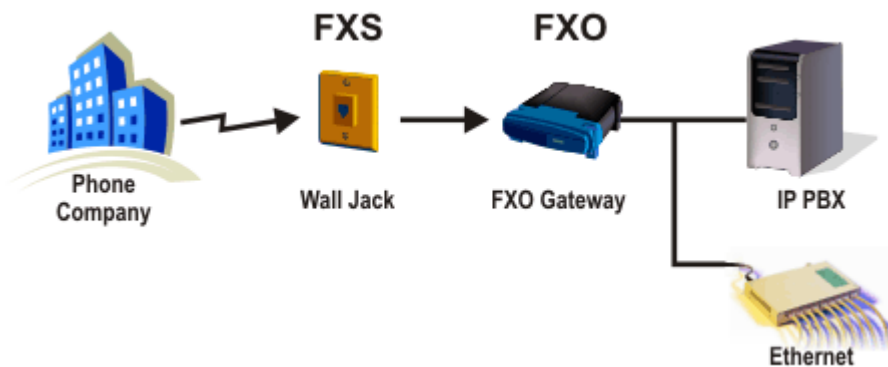 FXS
FXO
Phone
Company
Wall Jack
FXO Gateway
IP PBX
Ethernet